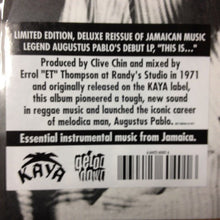 LIMITED EDITION, DELUXE REISSUE OF JAMAICAN MUSIC
LEGEND AUGUSTUS PABLO'S DEBUT LP, "THIS IS..."
Produced by Clive Chin and mixed by
Errol "ET" Thompson at Randy's Studio in 1971
and originally released on the KAYA label,
this album pioneered a tough, new sound
in reggae music and launched the iconic career
of melodica man, Augustus Pablo.
Essential instrumental music from Jamaica.
KAYA
get on
down